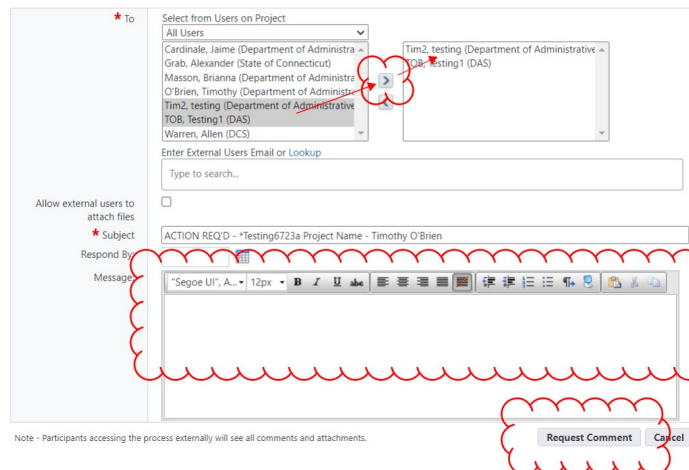 * To
Select from Users on Project
All Users
Cardinale, Jaime (Department of Administra
Grab, Alexander (State of Connecticut)
Masson, Brianna (Department of Administra
O'Brien, Timothy (Department of Administra
Tim2, testing (Department of Administrative
TOB, Testing1 (DAS)
Warren, Allen (DCS)
Tim2, testing (Department of Administrative
TOB, Testing1 (DAS)
Enter External Users Email or Lookup
Type to search...
Allow external users to
attach files
* Subject
ACTION REQ'D - *Testing6723a Project Name - Timothy O'Brien
Respond By
Message
"Segoe UI", A... 12px B I U abc
Note - Participants accessing the process externally will see all comments and attachments.
Request Comment Cancel